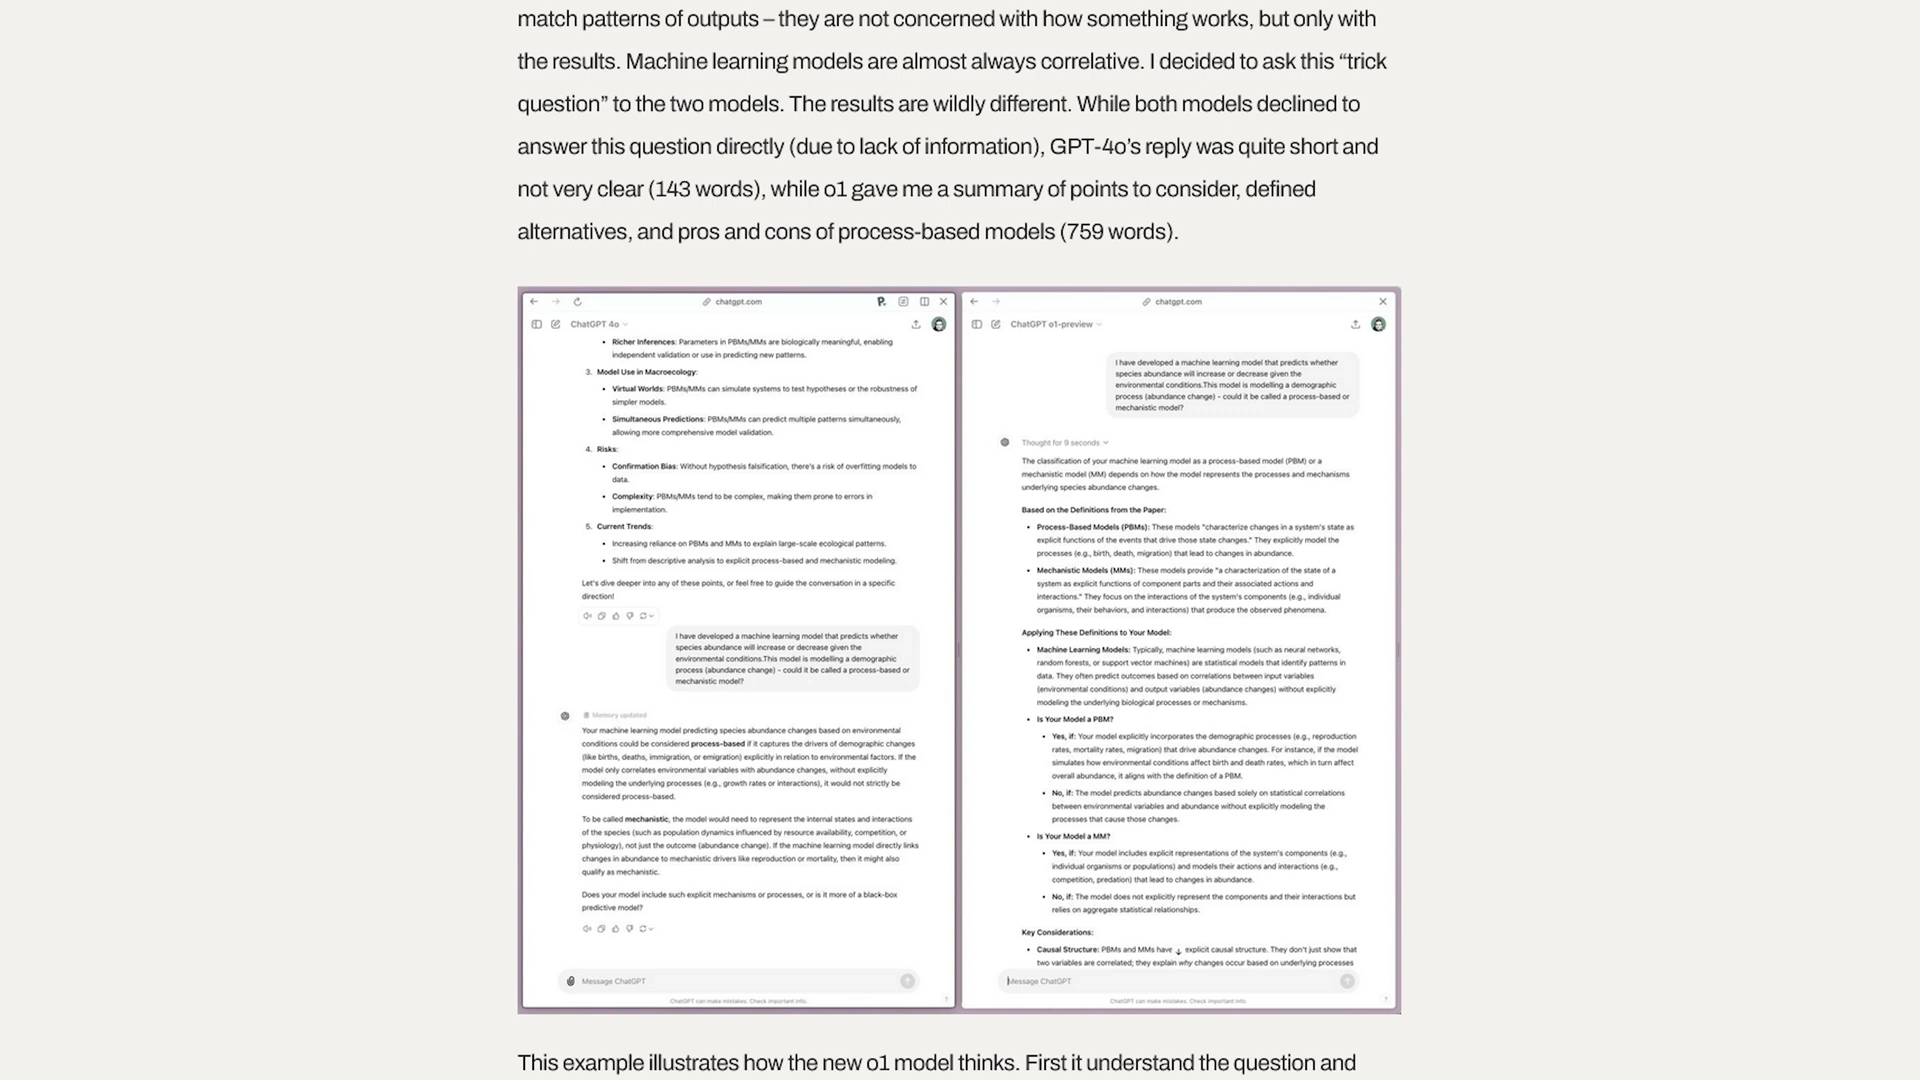 match patterns of outputs – they are not concerned with how something works, but only with
the results. Machine learning models are almost always correlative. I decided to ask this “trick
question” to the two models. The results are wildly different. While both models declined to
answer this question directly (due to lack of information), GPT-4o’s reply was quite short and
not very clear (143 words), while o1 gave me a summary of points to consider, defined
alternatives, and pros and cons of process-based models (759 words).
chatgpt.com
ChatGPT 4o
• Richer Inferences: Parameters in PBMs/MMs are biologically meaningful, enabling
independent validation or use in predicting new patterns.
3. Model Use in Macroecology:
• Virtual Worlds: PBMs/MMs can simulate systems to test hypotheses or the robustness of
simpler models.
• Simultaneous Predictions: PBMs/MMs can predict multiple patterns simultaneously,
allowing more comprehensive model validation.
4. Risks:
• Confirmation Bias: Without hypothesis falsification, there's a risk of overfitting models to
data.
• Complexity: PBMs/MMs tend to be complex, making them prone to errors in
implementation.
5. Current Trends:
• Increasing reliance on PBMs and MMs to explain large-scale ecological patterns.
• Shift from descriptive analysis to explicit process-based and mechanistic modeling.
Let's dive deeper into any of these points, or feel free to guide the conversation in a specific
direction!
I have developed a machine learning model that predicts whether
species abundance will increase or decrease given the
environmental conditions.This model is modelling a demographic
process (abundance change) - could it be called a process-based or
mechanistic model?
Memory updated
Your machine learning model predicting species abundance changes based on environmental
conditions could be considered process-based if it captures the drivers of demographic changes
(like births, deaths, immigration, or emigration) explicitly in relation to environmental factors. If the
model only correlates environmental variables with abundance changes, without explicitly
modeling the underlying processes (e.g., growth rates or interactions), it would not strictly be
considered process-based.
To be called mechanistic, the model would need to represent the internal states and interactions
of the species (such as population dynamics influenced by resource availability, competition, or
physiology), not just the outcome (abundance change). If the machine learning model directly links
changes in abundance to mechanistic drivers like reproduction or mortality, then it might also
qualify as mechanistic.
Does your model include such explicit mechanisms or processes, or is it more of a black-box
predictive model?
Message ChatGPT
ChatGPT can make mistakes. Check important info.
?
chatgpt.com
ChatGPT o1-preview
I have developed a machine learning model that predicts whether
species abundance will increase or decrease given the
environmental conditions.This model is modelling a demographic
process (abundance change) - could it be called a process-based or
mechanistic model?
Thought for 9 seconds
The classification of your machine learning model as a process-based model (PBM) or a
mechanistic model (MM) depends on how the model represents the processes and mechanisms
underlying species abundance changes.
Based on the Definitions from the Paper:
• Process-Based Models (PBMs): These models "characterize changes in a system's state as
explicit functions of the events that drive those state changes." They explicitly model the
processes (e.g., birth, death, migration) that lead to changes in abundance.
• Mechanistic Models (MMs): These models provide "a characterization of the state of a
system as explicit functions of component parts and their associated actions and
interactions." They focus on the interactions of the system's components (e.g., individual
organisms, their behaviors, and interactions) that produce the observed phenomena.
Applying These Definitions to Your Model:
• Machine Learning Models: Typically, machine learning models (such as neural networks,
random forests, or support vector machines) are statistical models that identify patterns in
data. They often predict outcomes based on correlations between input variables
(environmental conditions) and output variables (abundance changes) without explicitly
modeling the underlying biological processes or mechanisms.
• Is Your Model a PBM?
• Yes, if: Your model explicitly incorporates the demographic processes (e.g., reproduction
rates, mortality rates, migration) that drive abundance changes. For instance, if the model
simulates how environmental conditions affect birth and death rates, which in turn affect
overall abundance, it aligns with the definition of a PBM.
• No, if: The model predicts abundance changes based solely on statistical correlations
between environmental variables and abundance without explicitly modeling the
processes that cause those changes.
• Is Your Model a MM?
• Yes, if: Your model includes explicit representations of the system's components (e.g.,
individual organisms or populations) and models their actions and interactions (e.g.,
competition, predation) that lead to changes in abundance.
• No, if: The model does not explicitly represent the components and their interactions but
relies on aggregate statistical relationships.
Key Considerations:
• Causal Structure: PBMs and MMs have explicit causal structure. They don't just show that
two variables are correlated; they explain why changes occur based on underlying processes
Message ChatGPT
ChatGPT can make mistakes. Check important info.
?
This example illustrates how the new o1 model thinks. First it understand the question and